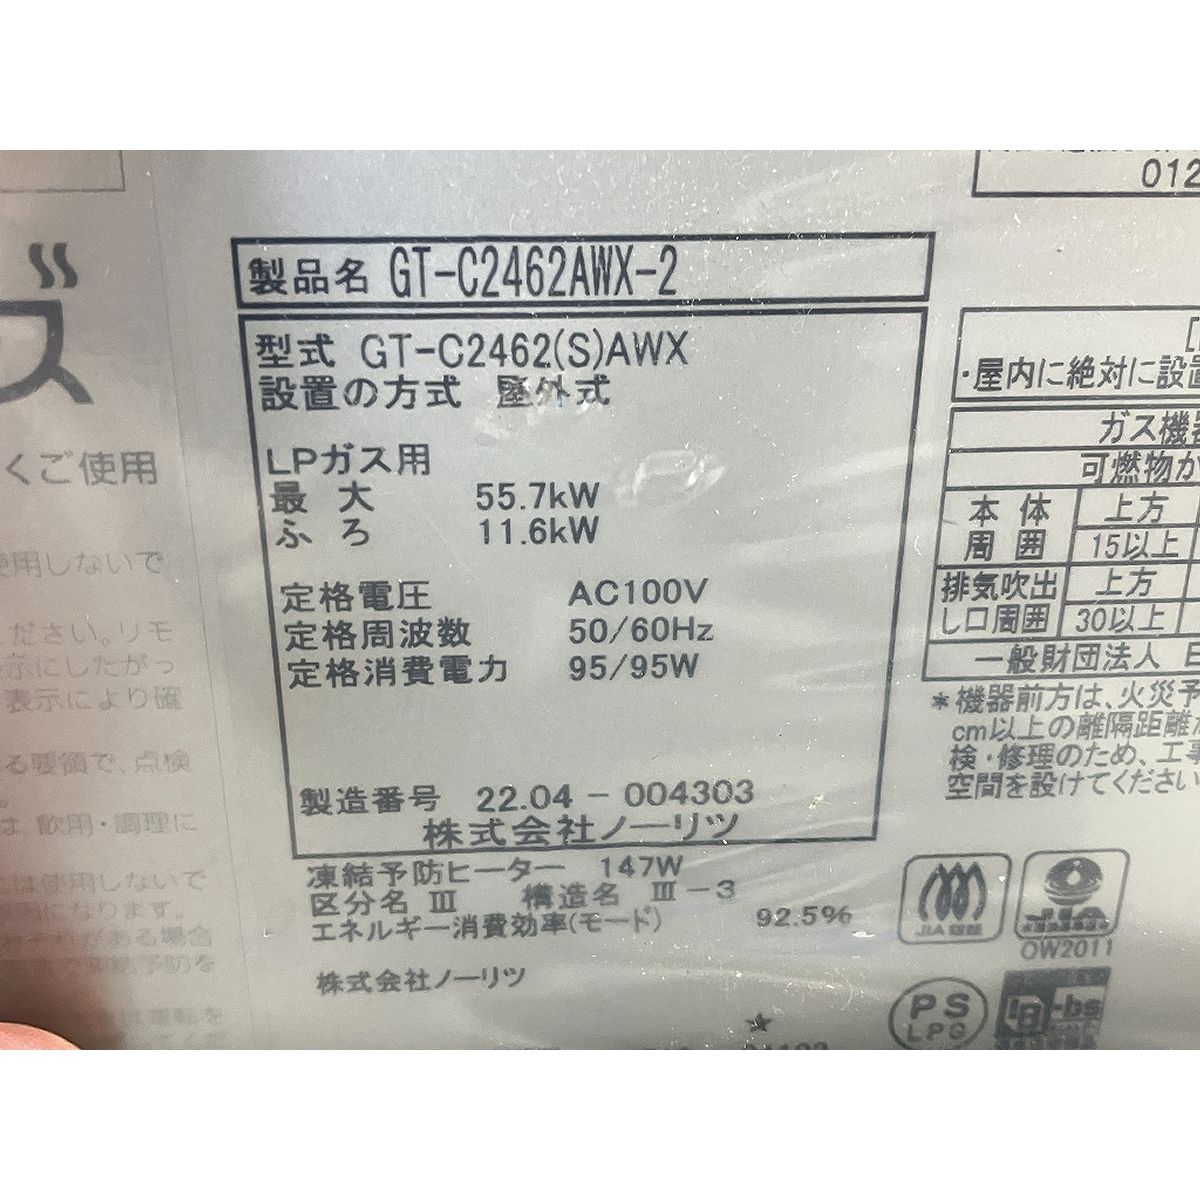 012
製品名 GT-C2462AWX-2
型式 GT-C2462(S)AWX
設置の方式 屋外式
LPガス用
最 大 55.7kW
ふ ろ 11.6kW
定格電圧 AC100V
定格周波数 50/60Hz
定格消費電力 95/95W
製造番号 22.04-004303
株式会社ノーリツ
凍結予防ヒーター 147W
区分名 Ⅲ 構造名 Ⅲ-3
エネルギー消費効率(モード) 92.5%
株式会社ノーリツ
★
ズ
くご使用
使用しないで
ください。リモ
表示にしたがっ
表示により確
る要領で、点検
は、飲用・調理に
には使用しないで
になります。
がある場合
予防を
・屋内に絶対に設置
ガス機器
可燃物か
本 体 上方
周 囲 15以上
排気吹出 上方
し口周囲 30以上
一般財団法人 日
*機器前方は、火災予
cm以上の離隔距離
検・修理のため、工事
空間を設けてください
JIA
QW2011
PS
LPG
-bs